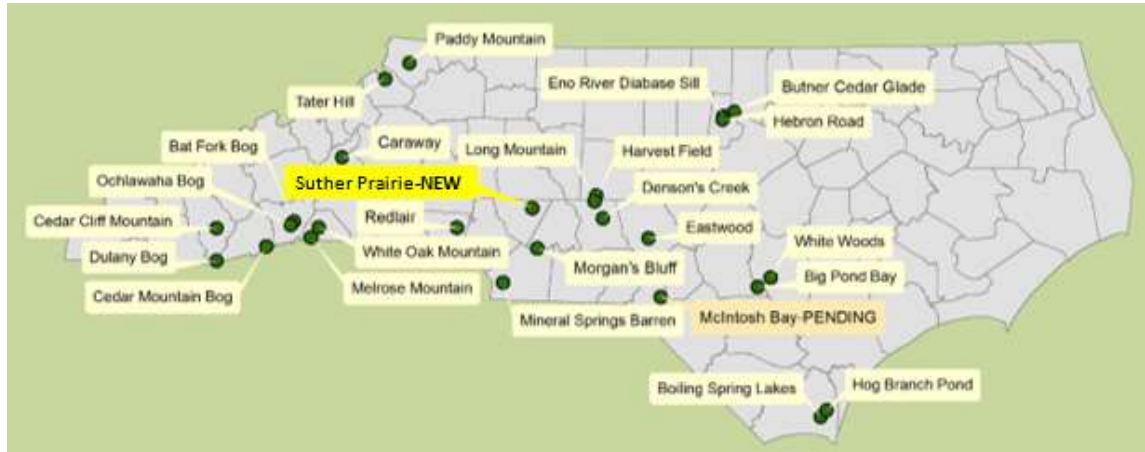 Paddy Mountain
Eno River Diabase Sill
Butner Cedar Glade
Tater Hill
Hebron Road
Bat Fork Bog
Caraway
Long Mountain
Harvest Field
Ochlawaha Bog
Suther Prairie-NEW
Denson's Creek
Cedar Cliff Mountain
Redlair
Eastwood
White Woods
Dulany Bog
White Oak Mountain
Morgan's Bluff
Big Pond Bay
Cedar Mountain Bog
Melrose Mountain
Mineral Springs Barren
McIntosh Bay-PENDING
Boiling Spring Lakes
Hog Branch Pond